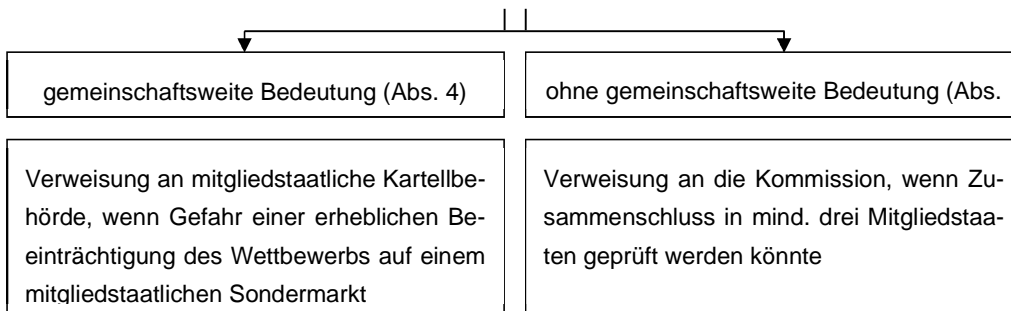 gemeinschaftsweite Bedeutung (Abs. 4)
ohne gemeinschaftsweite Bedeutung (Abs.
Verweisung an mitgliedstaatliche Kartellbe-
hörde, wenn Gefahr einer erheblichen Be-
einträchtigung des Wettbewerbs auf einem
mitgliedstaatlichen Sondermarkt
Verweisung an die Kommission, wenn Zu-
sammenschluss in mind. drei Mitgliedstaa-
ten geprüft werden könnte